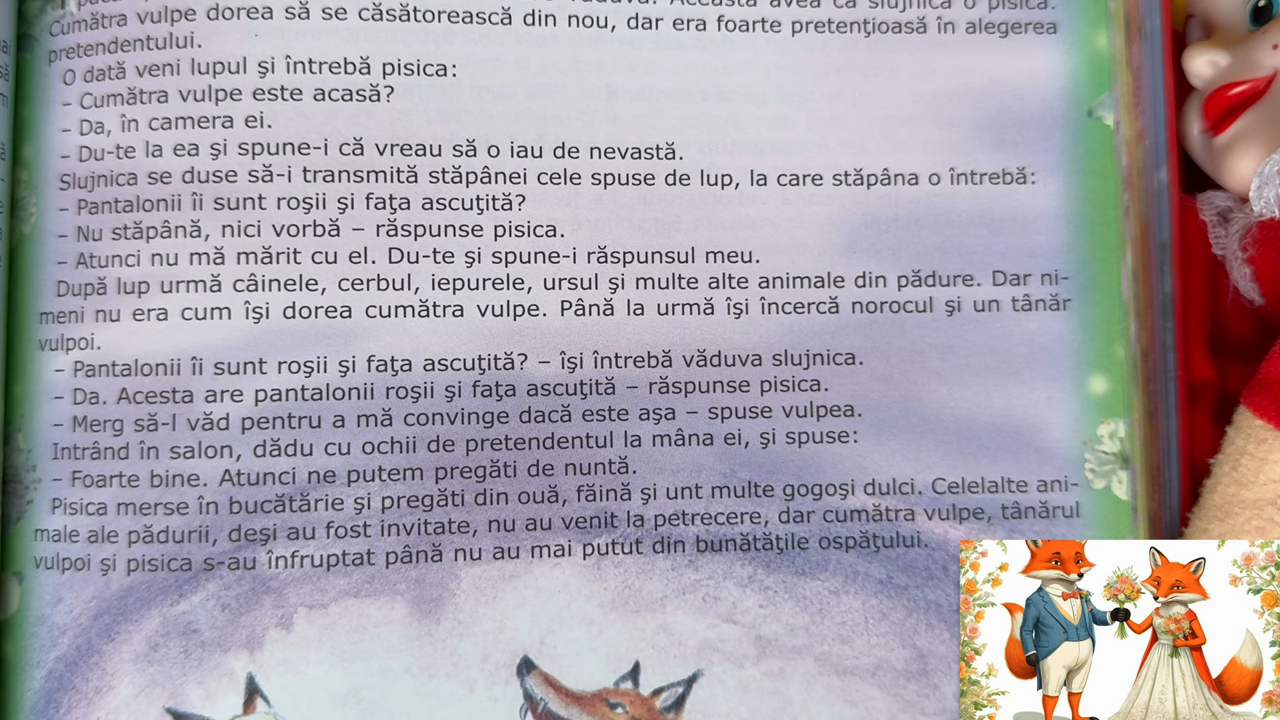 Aceasta avea ca slujnică o pisică.
Cumătra vulpe dorea să se căsătorească din nou, dar era foarte pretenţioasă în alegerea
pretendentului.
O dată veni lupul şi întrebă pisica:
– Cumătra vulpe este acasă?
– Da, în camera ei.
– Du-te la ea şi spune-i că vreau să o iau de nevastă.
Slujnica se duse să-i transmită stăpânei cele spuse de lup, la care stăpâna o întrebă:
– Pantalonii îi sunt roşii şi faţa ascuţită?
– Nu stăpână, nici vorbă – răspunse pisica.
– Atunci nu mă mărit cu el. Du-te şi spune-i răspunsul meu.
După lup urmă câinele, cerbul, iepurele, ursul şi multe alte animale din pădure. Dar ni-
meni nu era cum îşi dorea cumătra vulpe. Până la urmă îşi încercă norocul şi un tânăr
vulpoi.
– Pantalonii îi sunt roşii şi faţa ascuţită? – îşi întrebă văduva slujnica.
– Da. Acesta are pantalonii roşii şi faţa ascuţită – răspunse pisica.
– Merg să-l văd pentru a mă convinge dacă este aşa – spuse vulpea.
Intrând în salon, dădu cu ochii de pretendentul la mâna ei, şi spuse:
– Foarte bine. Atunci ne putem pregăti de nuntă.
Pisica merse în bucătărie şi pregăti din ouă, făină şi unt multe gogoşi dulci. Celelalte ani-
male ale pădurii, deşi au fost invitate, nu au venit la petrecere, dar cumătra vulpe, tânărul
vulpoi şi pisica s-au înfruptat până nu au mai putut din bunătăţile ospăţului.